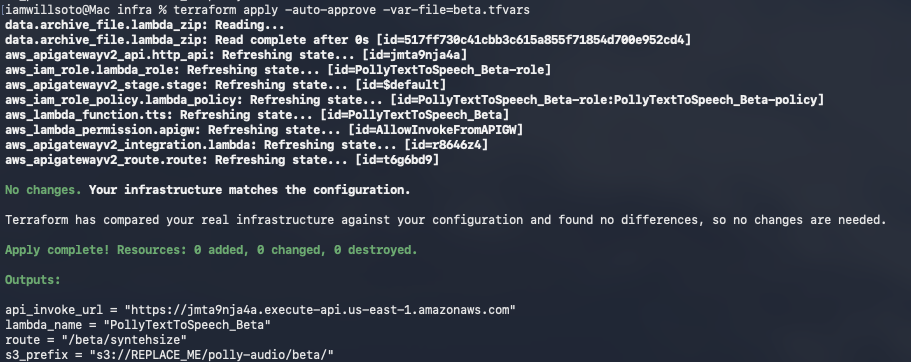 iamwillsoto@Mac infra % terraform apply -auto-approve -var-file=beta.tfvars
data.archive_file.lambda_zip: Reading...
data.archive_file.lambda_zip: Read complete after 0s [id=517ff730c41cbb3c615a855f71854d700e952cd4]
aws_apigatewayv2_api.http_api: Refreshing state... [id=jmta9nja4a]
aws_iam_role.lambda_role: Refreshing state... [id=PollyTextToSpeech_Beta-role]
aws_apigatewayv2_stage.stage: Refreshing state... [id=$default]
aws_iam_role_policy.lambda_policy: Refreshing state... [id=PollyTextToSpeech_Beta-role:PollyTextToSpeech_Beta-policy]
aws_lambda_function.tts: Refreshing state... [id=PollyTextToSpeech_Beta]
aws_lambda_permission.apigw: Refreshing state... [id=AllowInvokeFromAPIGW]
aws_apigatewayv2_integration.lambda: Refreshing state... [id=r8646z4]
aws_apigatewayv2_route.route: Refreshing state... [id=t6g6bd9]
No changes. Your infrastructure matches the configuration.
Terraform has compared your real infrastructure against your configuration and found no differences, so no changes are needed.
Apply complete! Resources: 0 added, 0 changed, 0 destroyed.
Outputs:
api_invoke_url = "https://jmta9nja4a.execute-api.us-east-1.amazonaws.com"
lambda_name = "PollyTextToSpeech_Beta"
route = "/beta/syntehsize"
s3_prefix = "s3://REPLACE_ME/polly-audio/beta/"